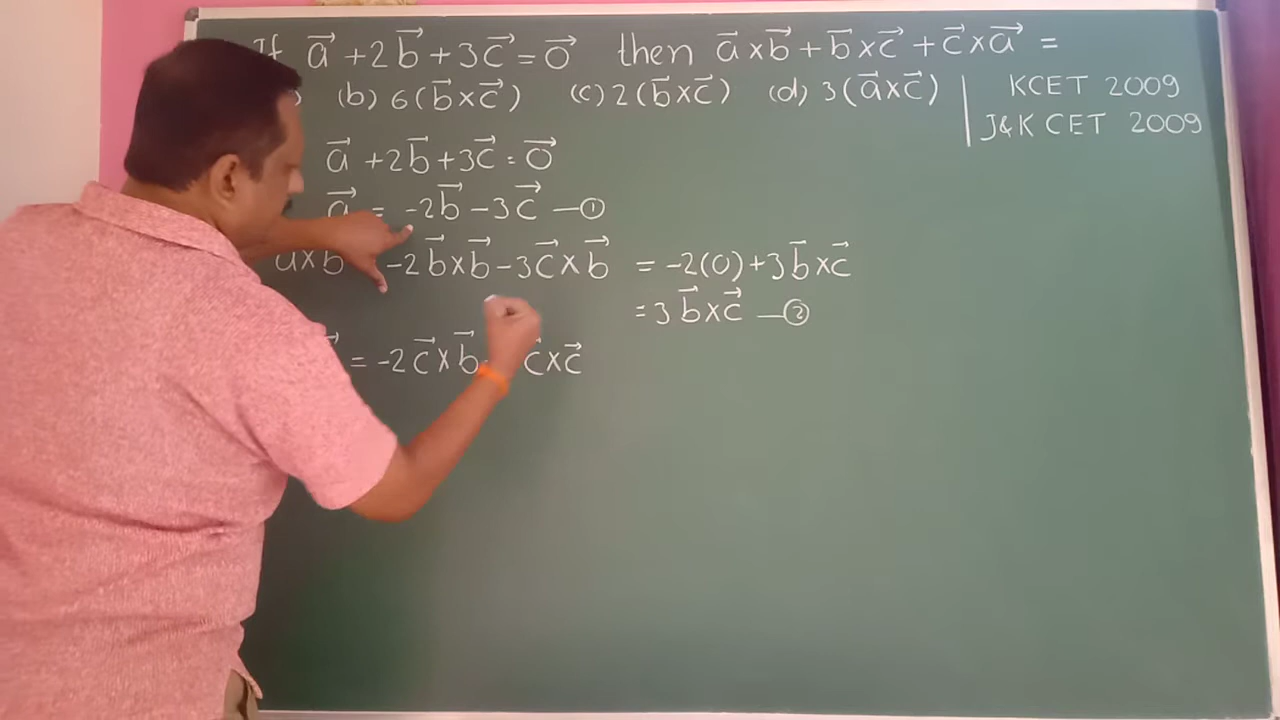 If a⃗ + 2b⃗ + 3c⃗ = 0⃗ then a⃗ × b⃗ + b⃗ × c⃗ + c⃗ × a⃗ =
) (b) 6(b⃗ × c⃗) (c) 2(b⃗ × c⃗) (d) 3(a⃗ × c⃗) | KCET 2009
J&K CET 2009
a⃗ + 2b⃗ + 3c⃗ = 0⃗
a⃗ = -2b⃗ - 3c⃗ — ①
a × b -2b⃗ × b⃗ - 3c⃗ × b⃗ = -2(0) + 3b⃗ × c⃗
= 3b⃗ × c⃗ — ②
= -2c⃗ × b⃗ - c⃗ × c⃗